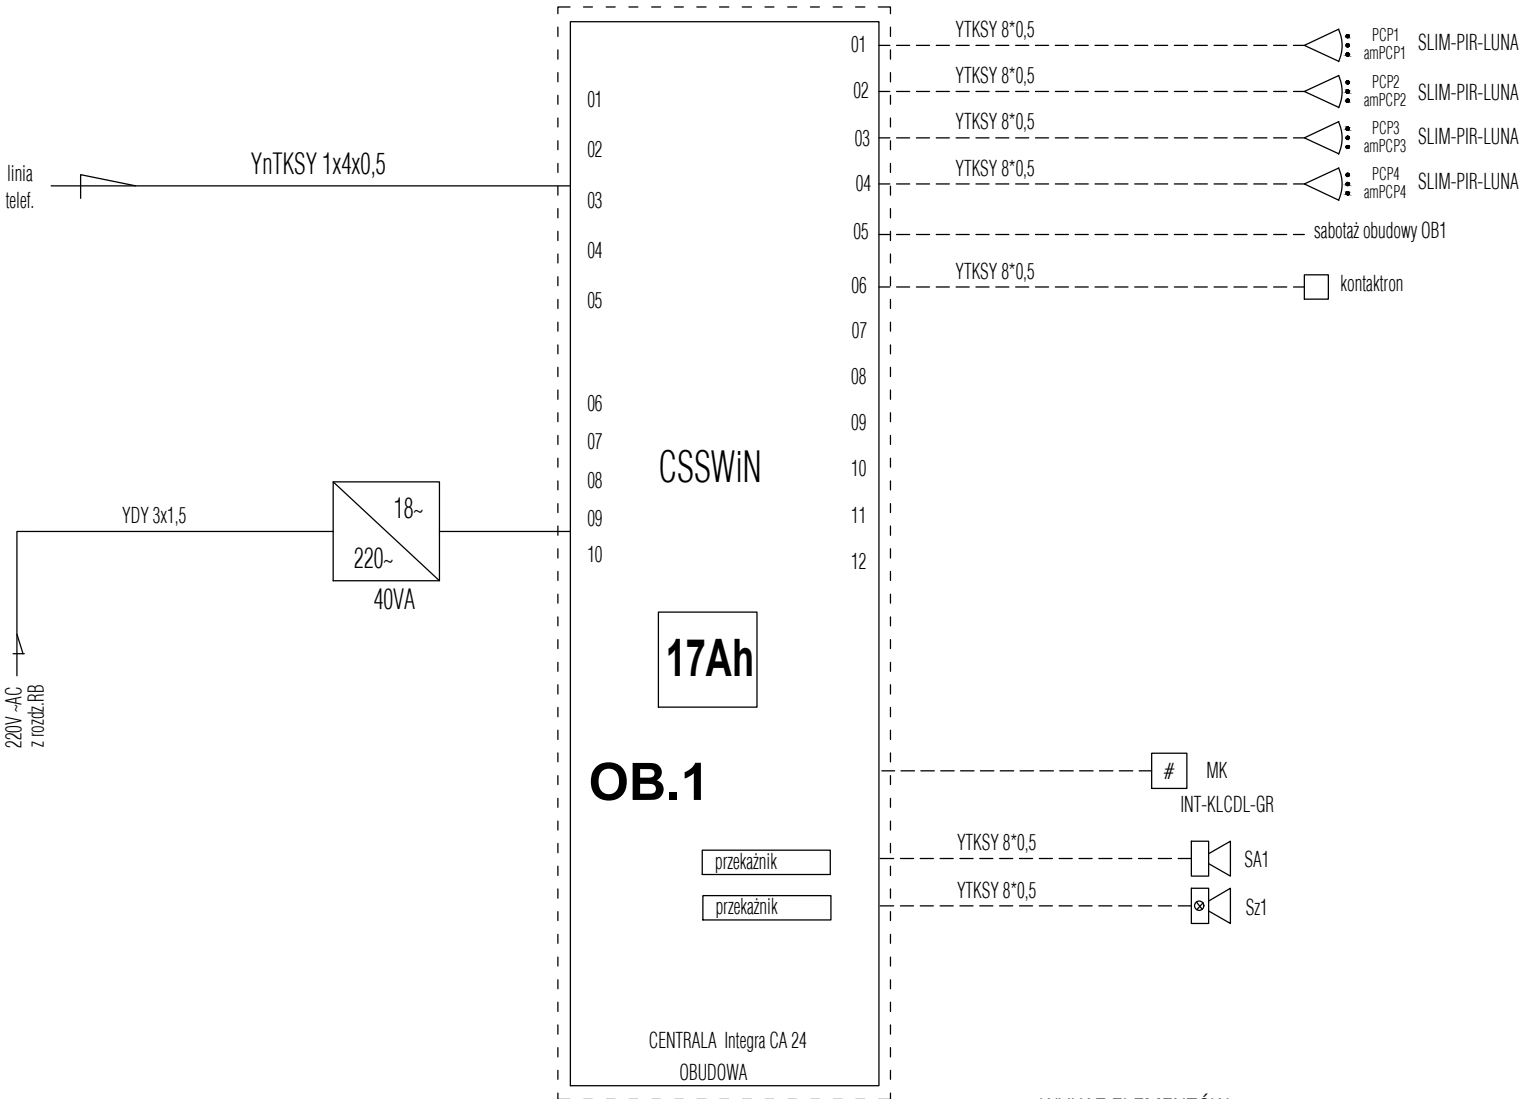 YTKSY 8*0,5
01
PCP1
amPCP1
SLIM-PIR-LUNA
YTKSY 8*0,5
02
PCP2
amPCP2
SLIM-PIR-LUNA
YTKSY 8*0,5
03
PCP3
amPCP3
SLIM-PIR-LUNA
YTKSY 8*0,5
04
PCP4
amPCP4
SLIM-PIR-LUNA
05
sabotaż obudowy OB1
YTKSY 8*0,5
06
kontaktron
07
08
09
10
11
12
01
02
03
04
05
06
07
08
09
10
linia
telef.
YnTKSY 1x4x0,5
CSSWiN
YDY 3x1,5
18~
220~
40VA
220V ~AC
z rozdz.RB
17Ah
OB.1
# MK
INT-KLCDL-GR
przekażnik
YTKSY 8*0,5
SA1
przekażnik
YTKSY 8*0,5
Sz1
CENTRALA Integra CA 24
OBUDOWA
WYKAZ ELEMENTÓW